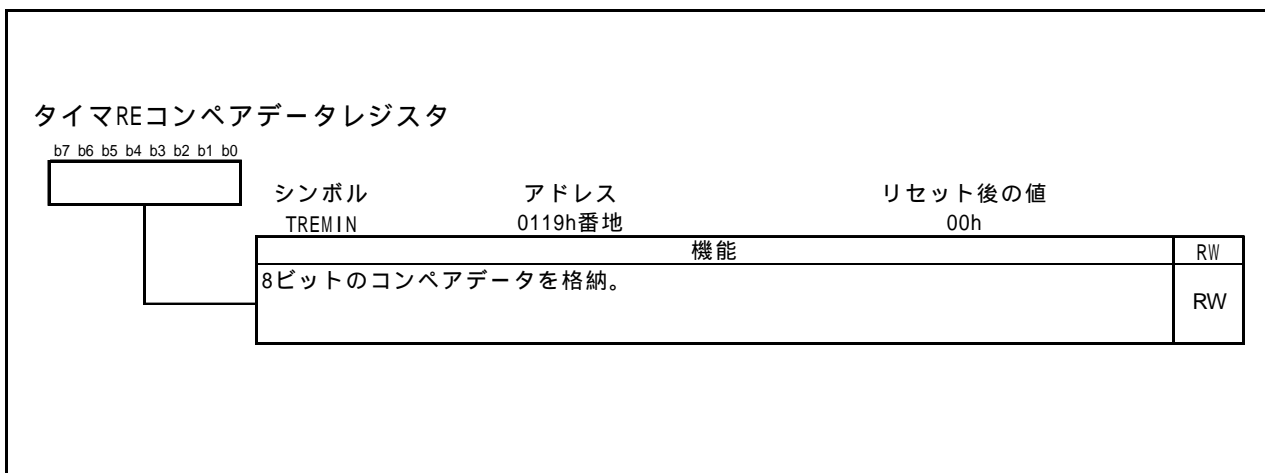 タイマREコンペアデータレジスタ
b7 b6 b5 b4 b3 b2 b1 b0
シンボル アドレス リセット後の値
TREMIN 0119h番地 00h
機能 RW
8ビットのコンペアデータを格納。 RW